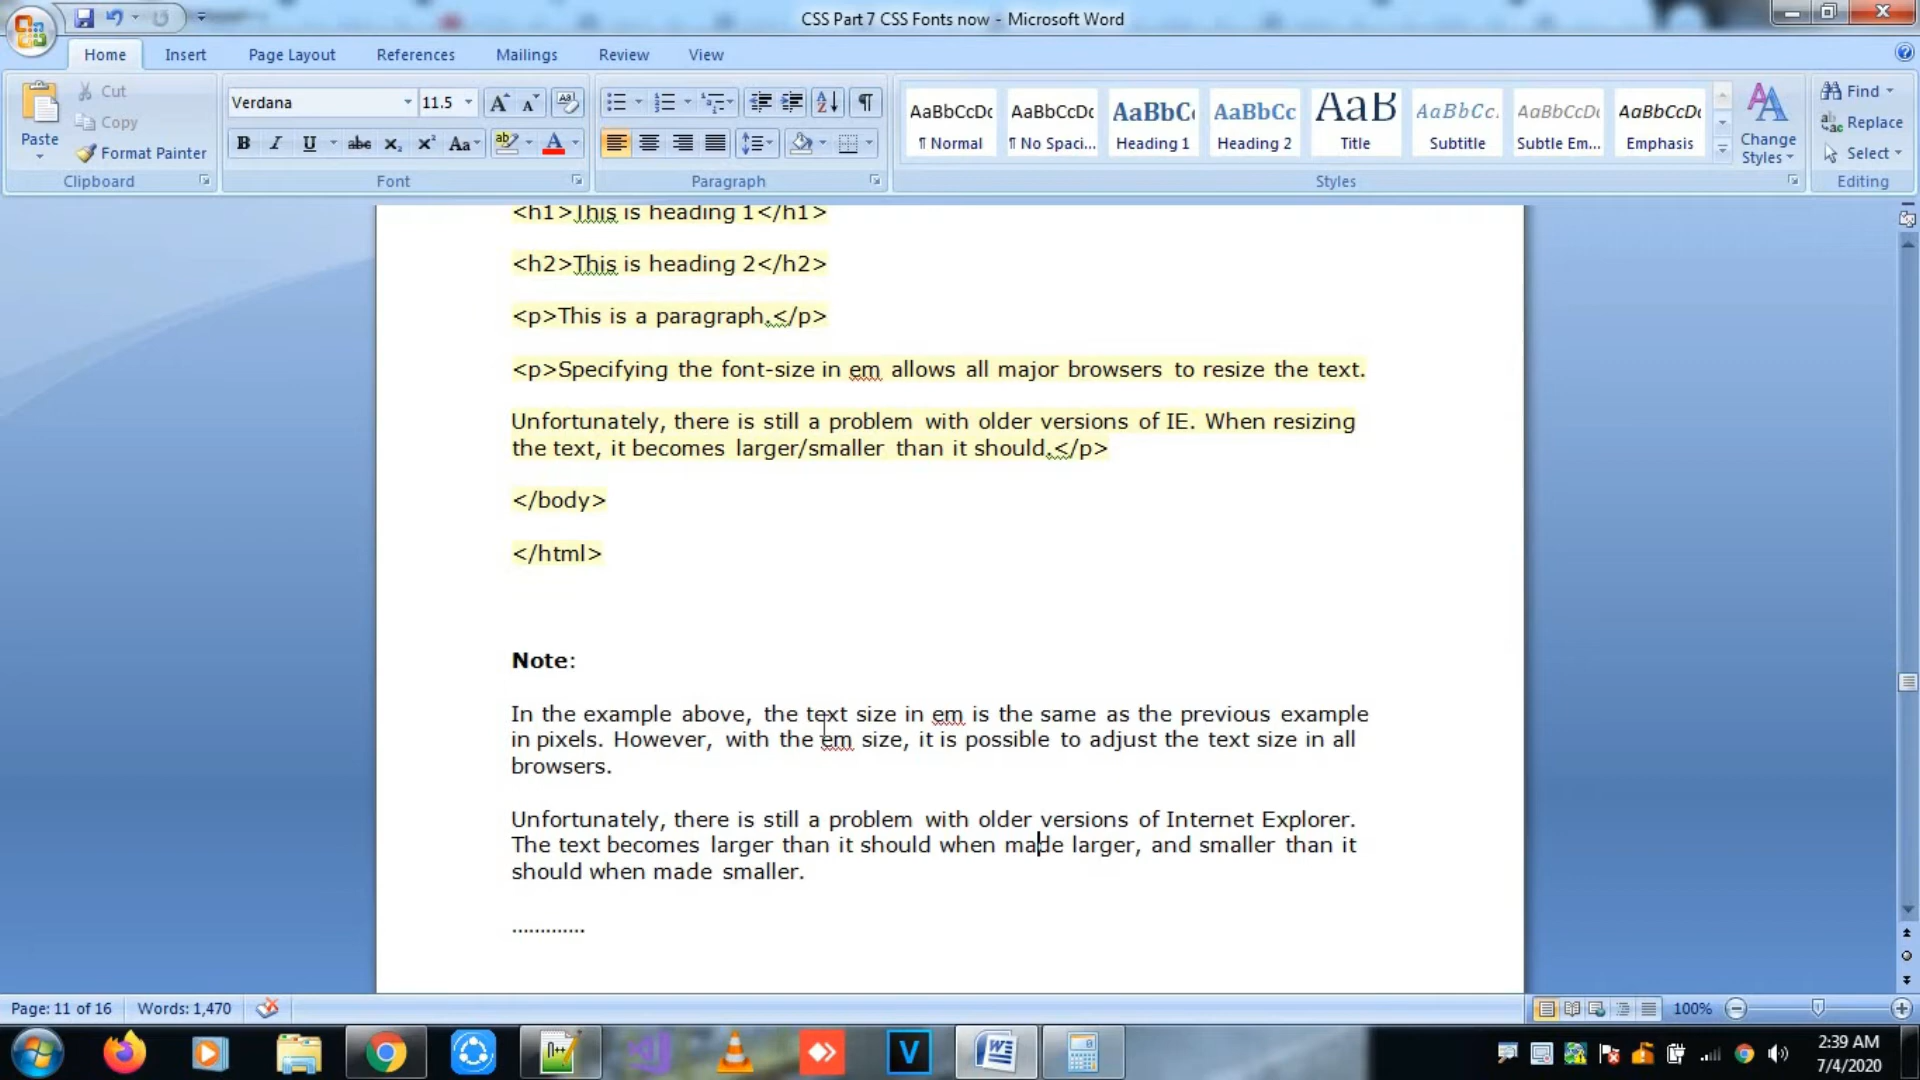 CSS Part 7 CSS Fonts now - Microsoft Word
Home Insert Page Layout References Mailings Review View
Paste
Cut
Copy
Format Painter
Clipboard
Verdana 11.5
Font
Paragraph
AaBbCcDc AaBbCcDc AaBbCc AaBbCc AaB AaBbCc. AaBbCcDc AaBbCcDc
¶ Normal ¶ No Spaci... Heading 1 Heading 2 Title Subtitle Subtle Em... Emphasis
Change Styles
Styles
Find
Replace
Select
Editing
<h1>This is heading 1</h1>
<h2>This is heading 2</h2>
<p>This is a paragraph.</p>
<p>Specifying the font-size in em allows all major browsers to resize the text.
Unfortunately, there is still a problem with older versions of IE. When resizing
the text, it becomes larger/smaller than it should.</p>
</body>
</html>
Note:
In the example above, the text size in em is the same as the previous example
in pixels. However, with the em size, it is possible to adjust the text size in all
browsers.
Unfortunately, there is still a problem with older versions of Internet Explorer.
The text becomes larger than it should when made larger, and smaller than it
should when made smaller.
.............
Page: 11 of 16 Words: 1,470 100%
2:39 AM
7/4/2020